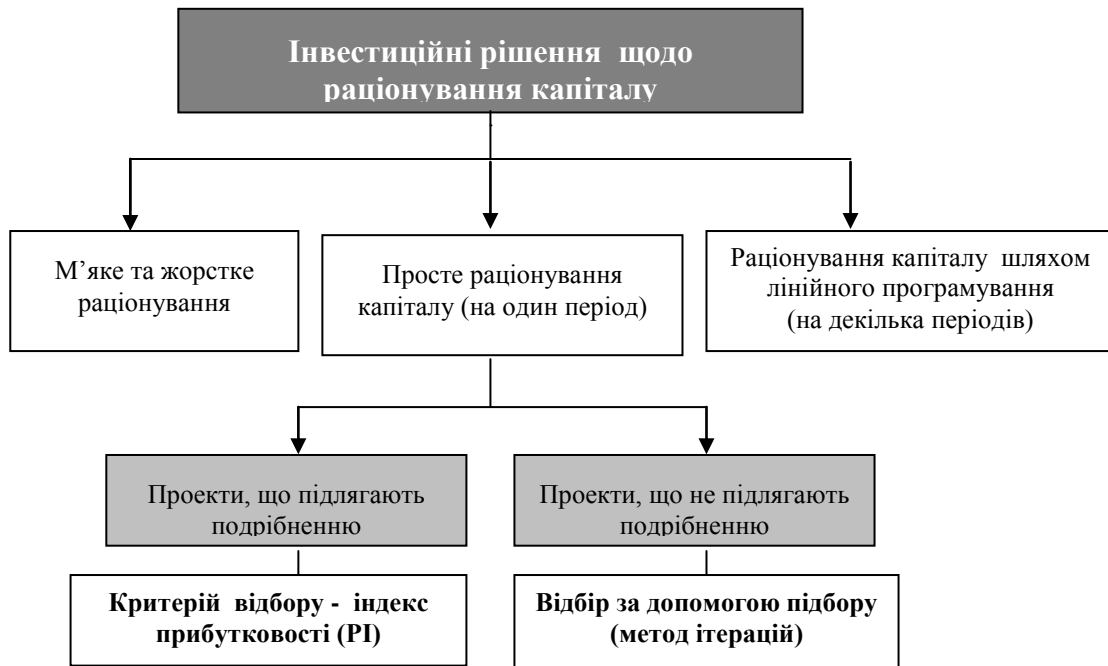 Інвестиційні рішення щодо
раціонування капіталу
М’яке та жорстке
раціонування
Просте раціонування
капіталу (на один період)
Раціонування капіталу шляхом
лінійного програмування
(на декілька періодів)
Проекти, що підлягають
подрібненню
Проекти, що не підлягають
подрібненню
Критерій відбору - індекс
прибутковості (PI)
Відбір за допомогою підбору
(метод ітерацій)